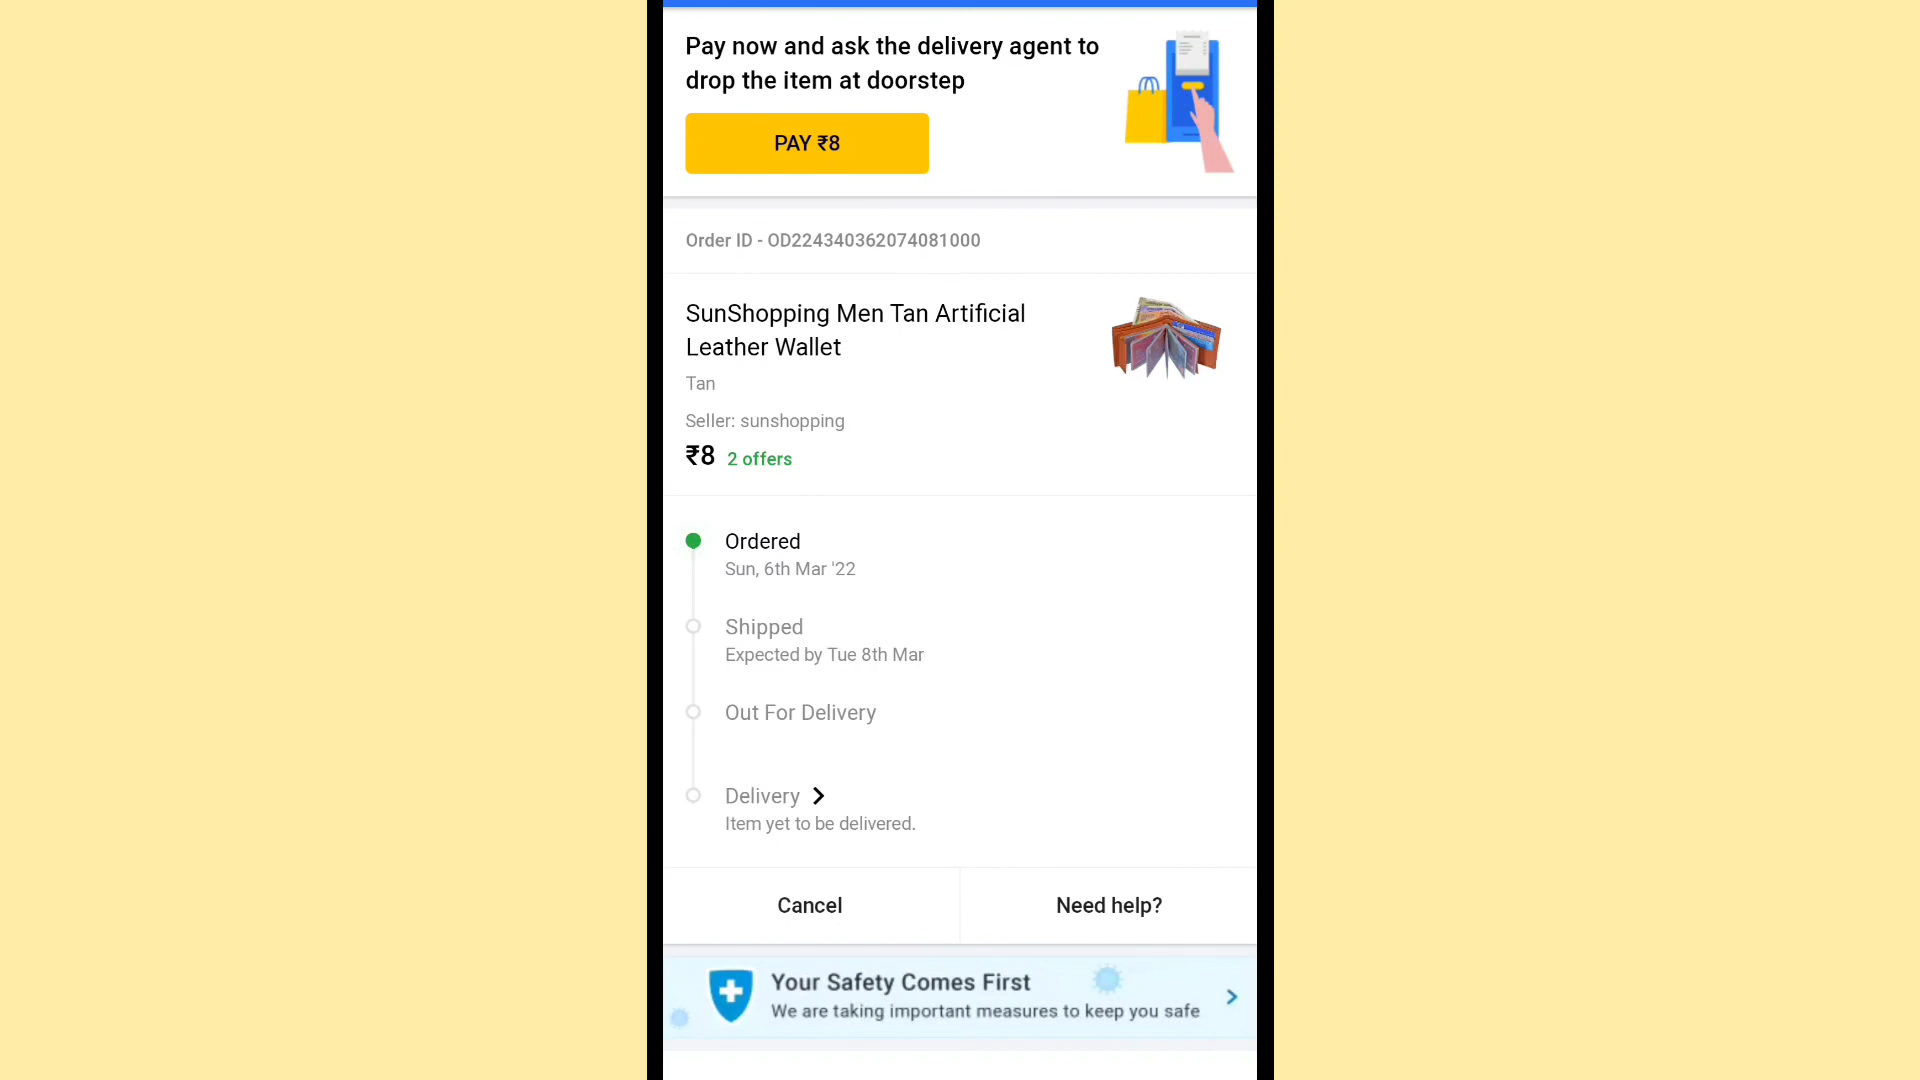 Pay now and ask the delivery agent to
drop the item at doorstep
PAY ₹8
Order ID - OD224340362074081000
SunShopping Men Tan Artificial
Leather Wallet
Tan
Seller: sunshopping
₹8 2 offers
Ordered
Sun, 6th Mar '22
Shipped
Expected by Tue 8th Mar
Out For Delivery
Delivery
Item yet to be delivered.
Cancel
Need help?
Your Safety Comes First
We are taking important measures to keep you safe